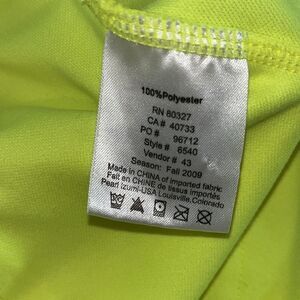 100%Polyester
RN 80327
CA# 40733
PO # 96712
Style# 6540
Vendor # 43
Season: Fall 2009
Made in CHINA of imported fabric
Fait en CHINE de tissus importés
Pearl Izumi-USA Louisville,Colorado